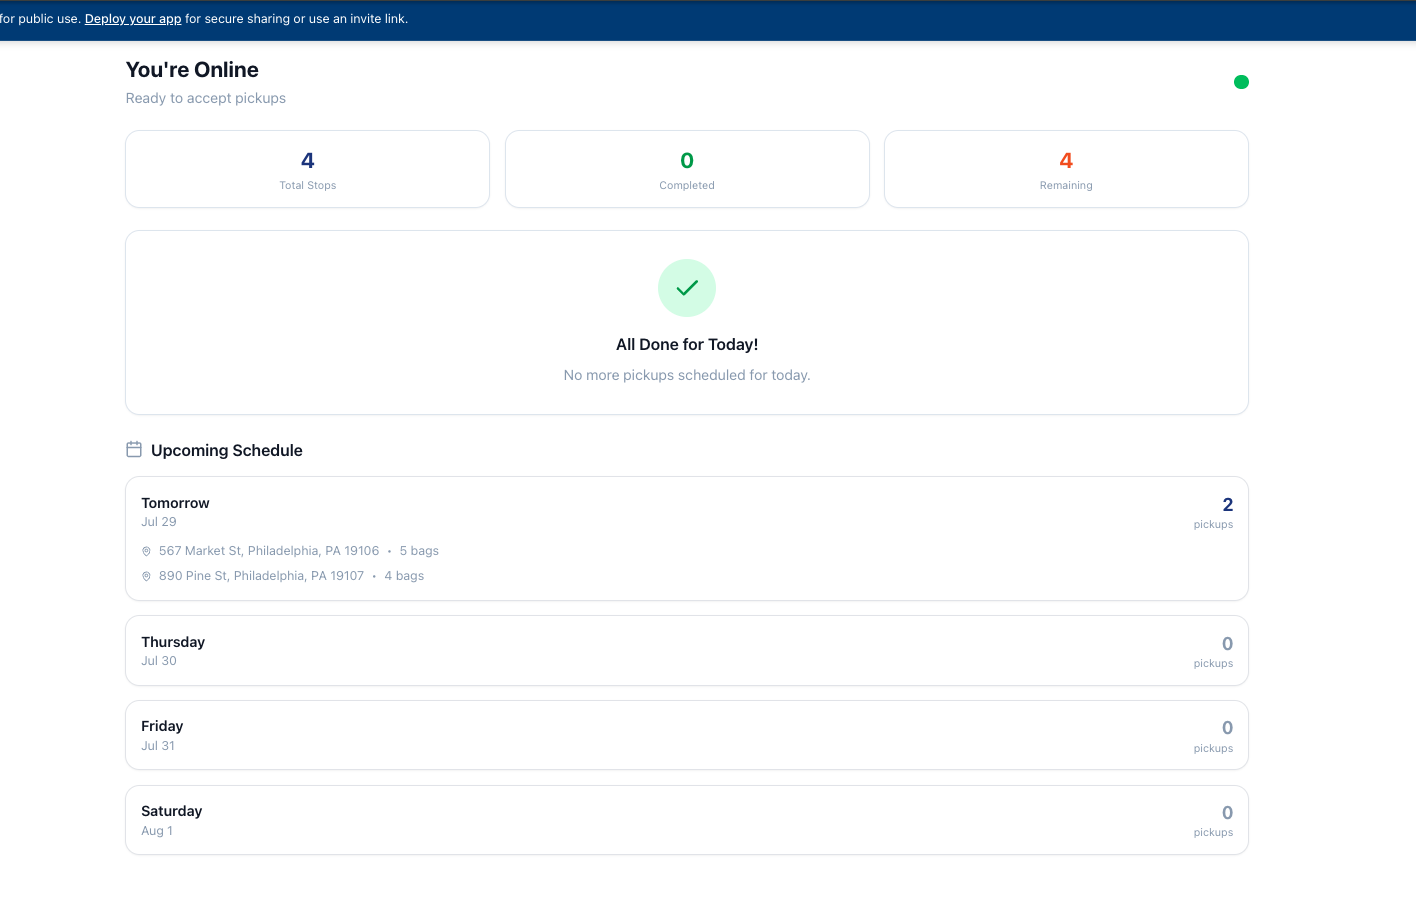 for public use. Deploy your app for secure sharing or use an invite link.
You're Online
Ready to accept pickups
4
Total Stops
0
Completed
4
Remaining
All Done for Today!
No more pickups scheduled for today.
Upcoming Schedule
Tomorrow
Jul 29
2
pickups
567 Market St, Philadelphia, PA 19106 • 5 bags
890 Pine St, Philadelphia, PA 19107 • 4 bags
Thursday
Jul 30
0
pickups
Friday
Jul 31
0
pickups
Saturday
Aug 1
0
pickups